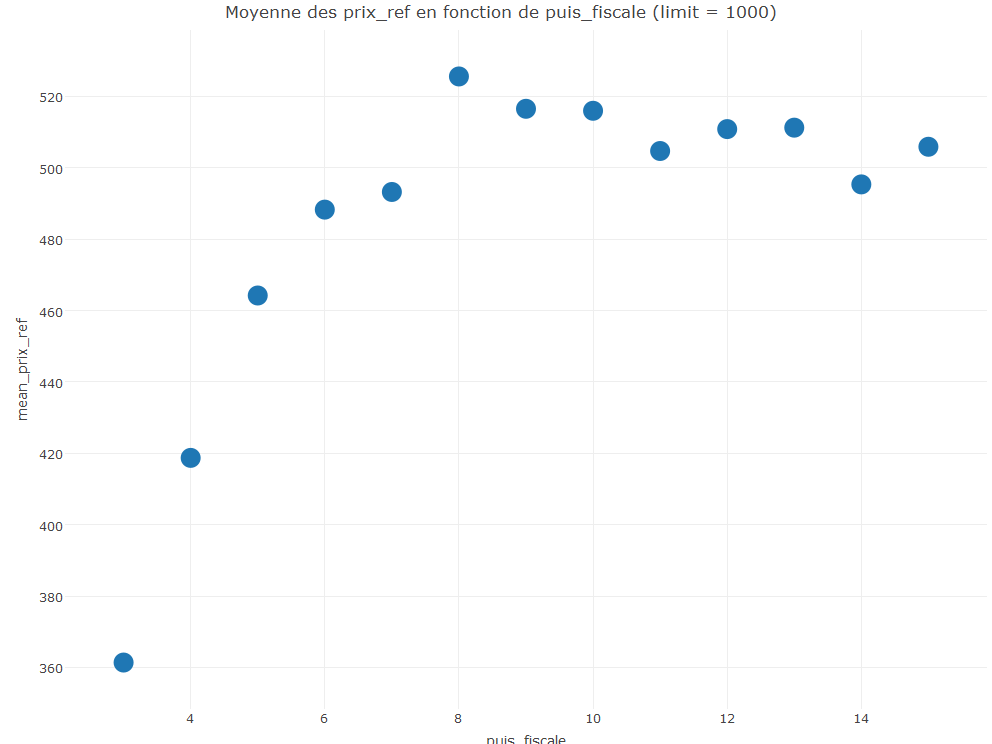 Moyenne des prix_ref en fonction de puis_fiscale (limit = 1000)
520
500
480
460
440
420
400
380
360
mean_prix_ref
4 6 8 10 12 14
puis_fiscale